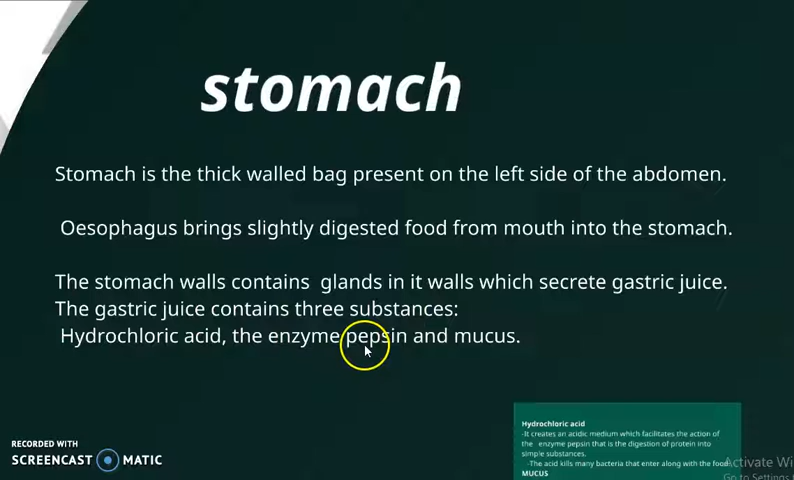 stomach
Stomach is the thick walled bag present on the left side of the abdomen.
Oesophagus brings slightly digested food from mouth into the stomach.
The stomach walls contains glands in it walls which secrete gastric juice.
The gastric juice contains three substances:
Hydrochloric acid, the enzyme pepsin and mucus.
Hydrochloric acid
-It creates an acidic medium which facilitates the action of
the enzyme pepsin that is the digestion of protein into
simple substances.
-The acid kills many bacteria that enter along with the food.
MUCUS
RECORDED WITH
SCREENCAST MATIC
Activate Wi
Go to Settings